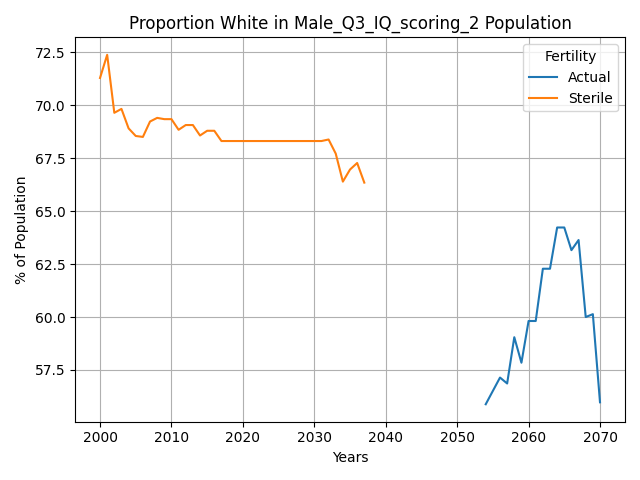 Proportion White in Male_Q3_IQ_scoring_2 Population
Fertility
Actual
Sterile
72.5
70.0
67.5
65.0
62.5
60.0
57.5
% of Population
2000 2010 2020 2030 2040 2050 2060 2070
Years